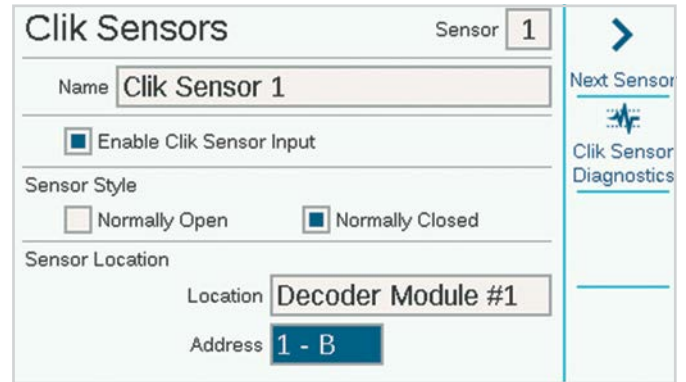 Clik Sensors
Sensor 1
Name Clik Sensor 1
Enable Clik Sensor Input
Sensor Style
Normally Open Normally Closed
Sensor Location
Location Decoder Module #1
Address 1 - B
Next Sensor
Clik Sensor
Diagnostics